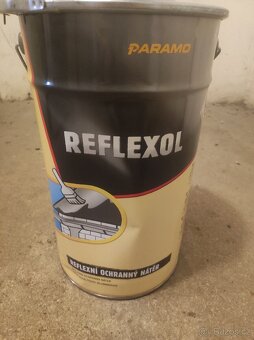 PARAMO
REFLEXOL
REFLEXNÍ OCHRANNÝ NÁTĚR